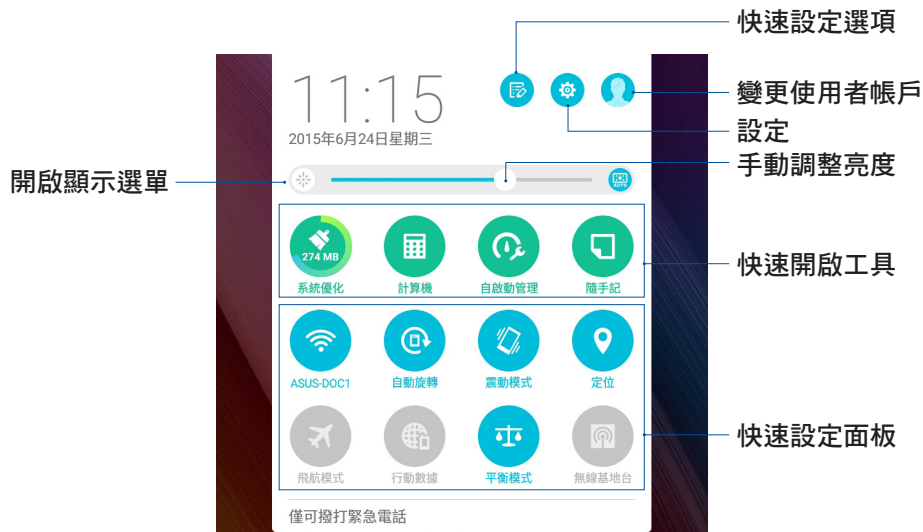 快速設定選項
11:15
變更使用者帳戶
2015年6月24日星期三
設定
手動調整亮度
開啟顯示選單
AUTO
274 MB
系統優化
計算機
自啟動管理
隨手記
快速開啟工具
ASUS-DOC1
自動旋轉
震動模式
定位
飛航模式
行動數據
平衡模式
無線基地台
快速設定面板
僅可撥打緊急電話